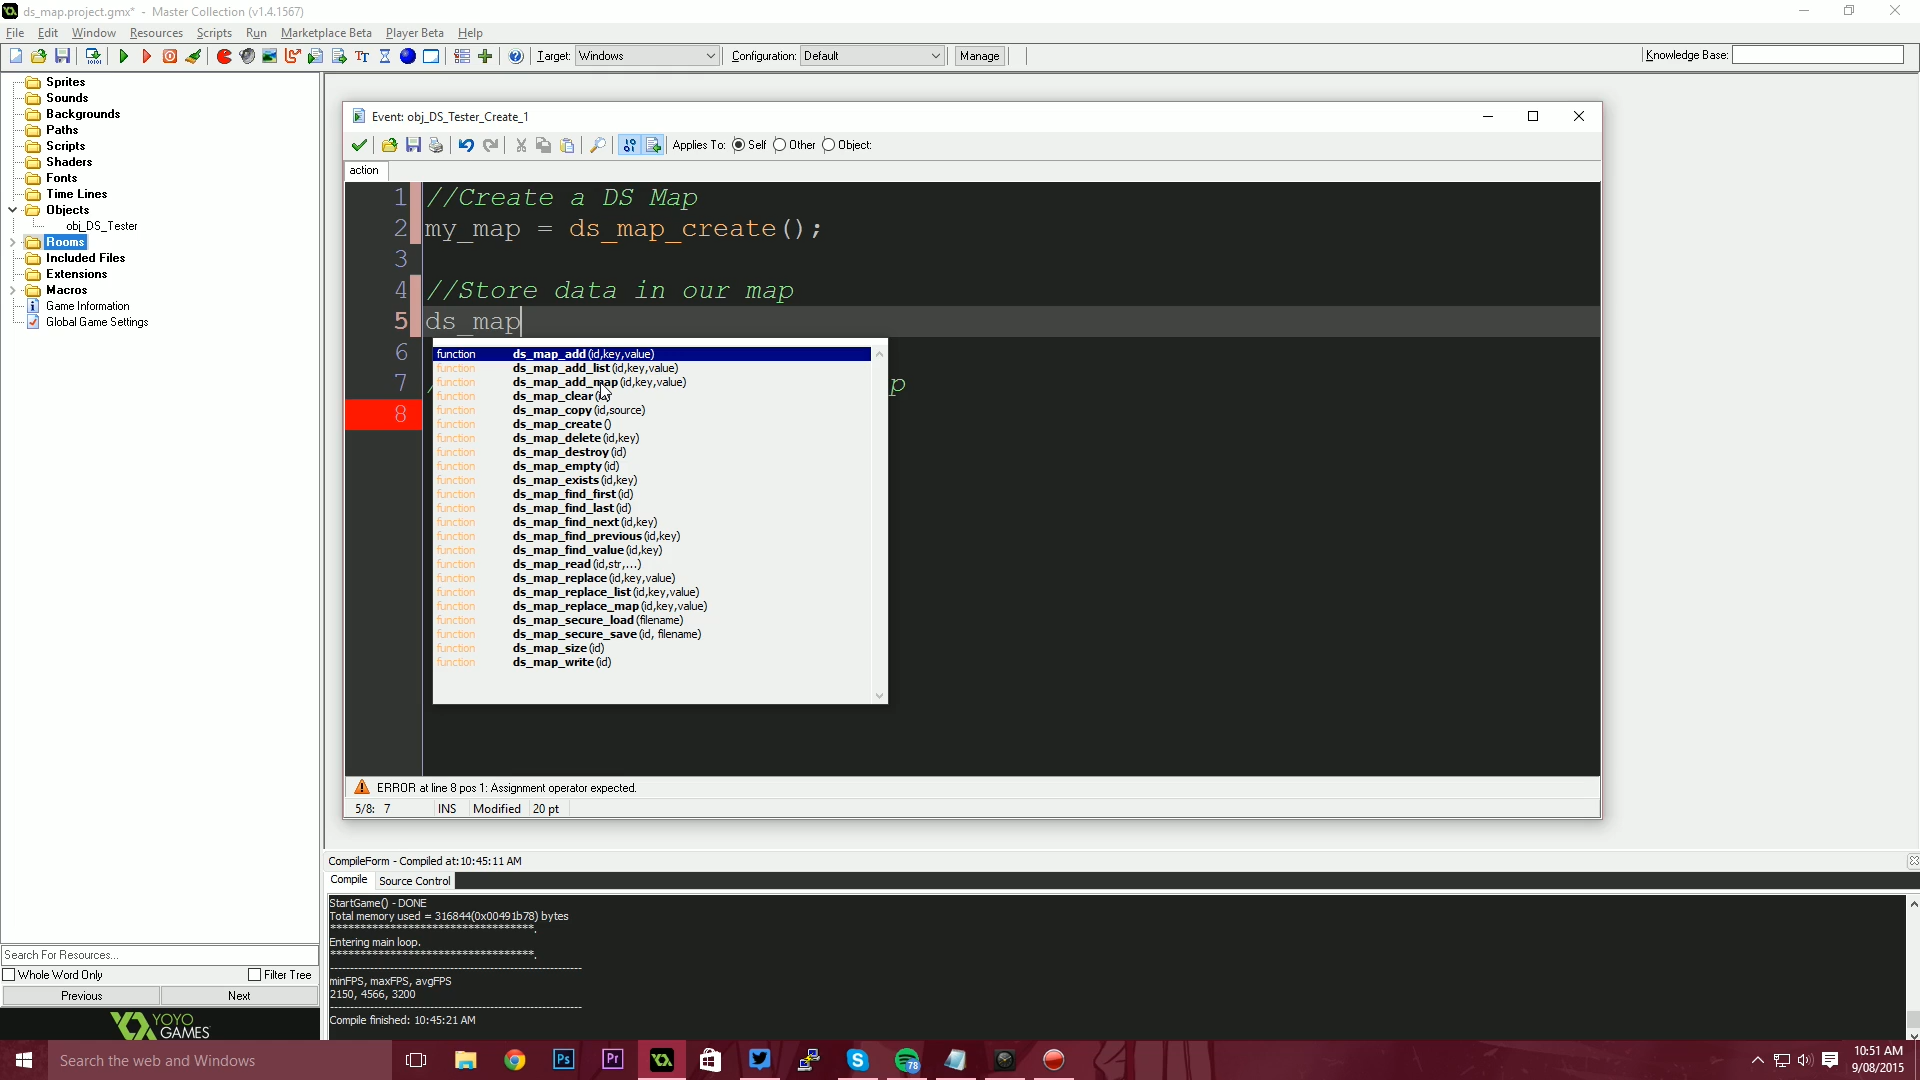 ds_map.project.gmx* - Master Collection (v1.4.1567)
File Edit Window Resources Scripts Run Marketplace Beta Player Beta Help
Target: Windows Configuration: Default Manage Knowledge Base:
Sprites
Sounds
Backgrounds
Paths
Scripts
Shaders
Fonts
Time Lines
Objects
obj_DS_Tester
Rooms
Included Files
Extensions
Macros
Game Information
Global Game Settings
Search For Resources...
Whole Word Only Filter Tree
Previous Next
YOYO
GAMES
Event: obj_DS_Tester_Create_1
Applies To: Self Other Object:
action
1 //Create a DS Map
2 my_map = ds_map_create();
3
4 //Store data in our map
5 ds_map
6
7 / p
8
function ds_map_add(id,key,value)
function ds_map_add_list(id,key,value)
function ds_map_add_map(id,key,value)
function ds_map_clear(
function ds_map_copy(id,source)
function ds_map_create()
function ds_map_delete(id,key)
function ds_map_destroy(id)
function ds_map_empty(id)
function ds_map_exists(id,key)
function ds_map_find_first(id)
function ds_map_find_last(id)
function ds_map_find_next(id,key)
function ds_map_find_previous(id,key)
function ds_map_find_value(id,key)
function ds_map_read(id,str,...)
function ds_map_replace(id,key,value)
function ds_map_replace_list(id,key,value)
function ds_map_replace_map(id,key,value)
function ds_map_secure_load(filename)
function ds_map_secure_save(id, filename)
function ds_map_size(id)
function ds_map_write(id)
ERROR at line 8 pos 1: Assignment operator expected.
5/8: 7 INS Modified 20 pt
CompileForm - Compiled at:10:45:11 AM
Compile Source Control
StartGame() - DONE
Total memory used = 316844(0x00491b78) bytes
**********************************.
Entering main loop.
**********************************.
minFPS, maxFPS, avgFPS
2150, 4566, 3200
Compile finished: 10:45:21 AM
Search the web and Windows
Ps
Pr
78
10:51 AM
9/08/2015